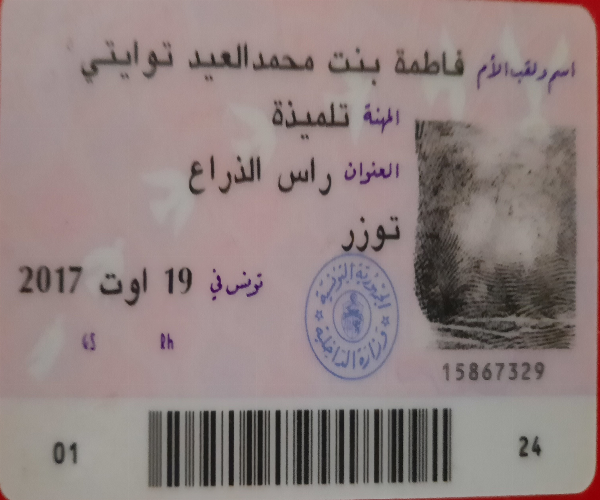 اسم ولقب الأم فاطمة بنت محمدالعيد توايتي
المهنة تلميذة
العنوان راس الذراع
توزر
تونس في 19 اوت 2017
الجمهورية التونسية
وزارة الداخلية
GS Rh
15867329
01 24